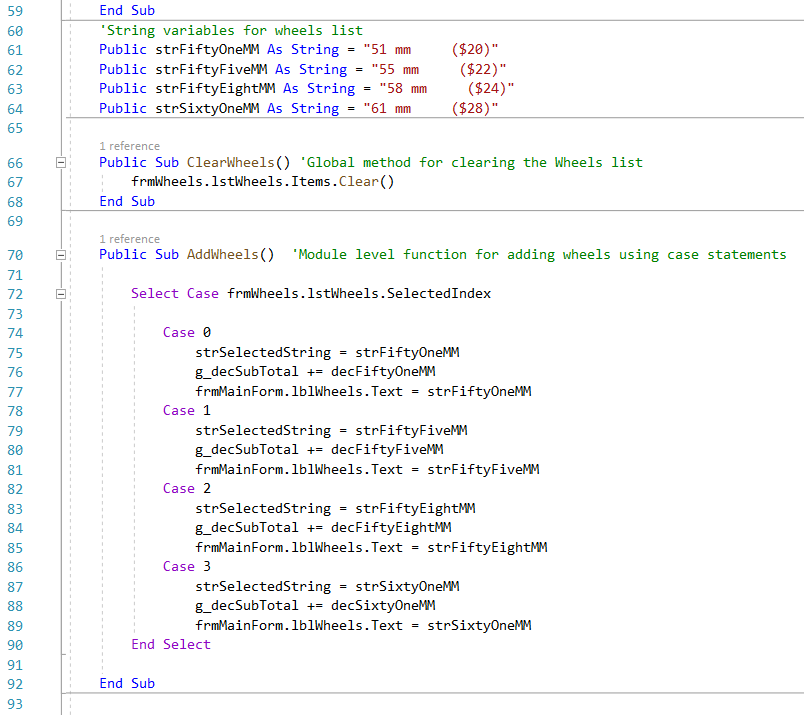 59 End Sub
60 'String variables for wheels list
61 Public strFiftyOneMM As String = "51 mm     ($20)"
62 Public strFiftyFiveMM As String = "55 mm     ($22)"
63 Public strFiftyEightMM As String = "58 mm     ($24)"
64 Public strSixtyOneMM As String = "61 mm     ($28)"
65
1 reference
66 Public Sub ClearWheels() 'Global method for clearing the Wheels list
67 frmWheels.lstWheels.Items.Clear()
68 End Sub
69
1 reference
70 Public Sub AddWheels()  'Module level function for adding wheels using case statements
71
72 Select Case frmWheels.lstWheels.SelectedIndex
73
74 Case 0
75 strSelectedString = strFiftyOneMM
76 g_decSubTotal += decFiftyOneMM
77 frmMainForm.lblWheels.Text = strFiftyOneMM
78 Case 1
79 strSelectedString = strFiftyFiveMM
80 g_decSubTotal += decFiftyFiveMM
81 frmMainForm.lblWheels.Text = strFiftyFiveMM
82 Case 2
83 strSelectedString = strFiftyEightMM
84 g_decSubTotal += decFiftyEightMM
85 frmMainForm.lblWheels.Text = strFiftyEightMM
86 Case 3
87 strSelectedString = strSixtyOneMM
88 g_decSubTotal += decSixtyOneMM
89 frmMainForm.lblWheels.Text = strSixtyOneMM
90 End Select
91
92 End Sub
93